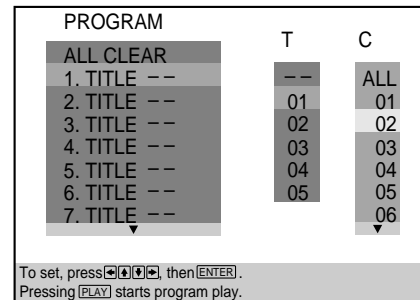 PROGRAM
T C
ALL CLEAR
1. TITLE – – – – ALL
2. TITLE – – 01 01
3. TITLE – – 02 02
4. TITLE – – 03 03
5. TITLE – – 04 04
6. TITLE – – 05 05
7. TITLE – – 06
To set, press , then ENTER .
Pressing PLAY starts program play.